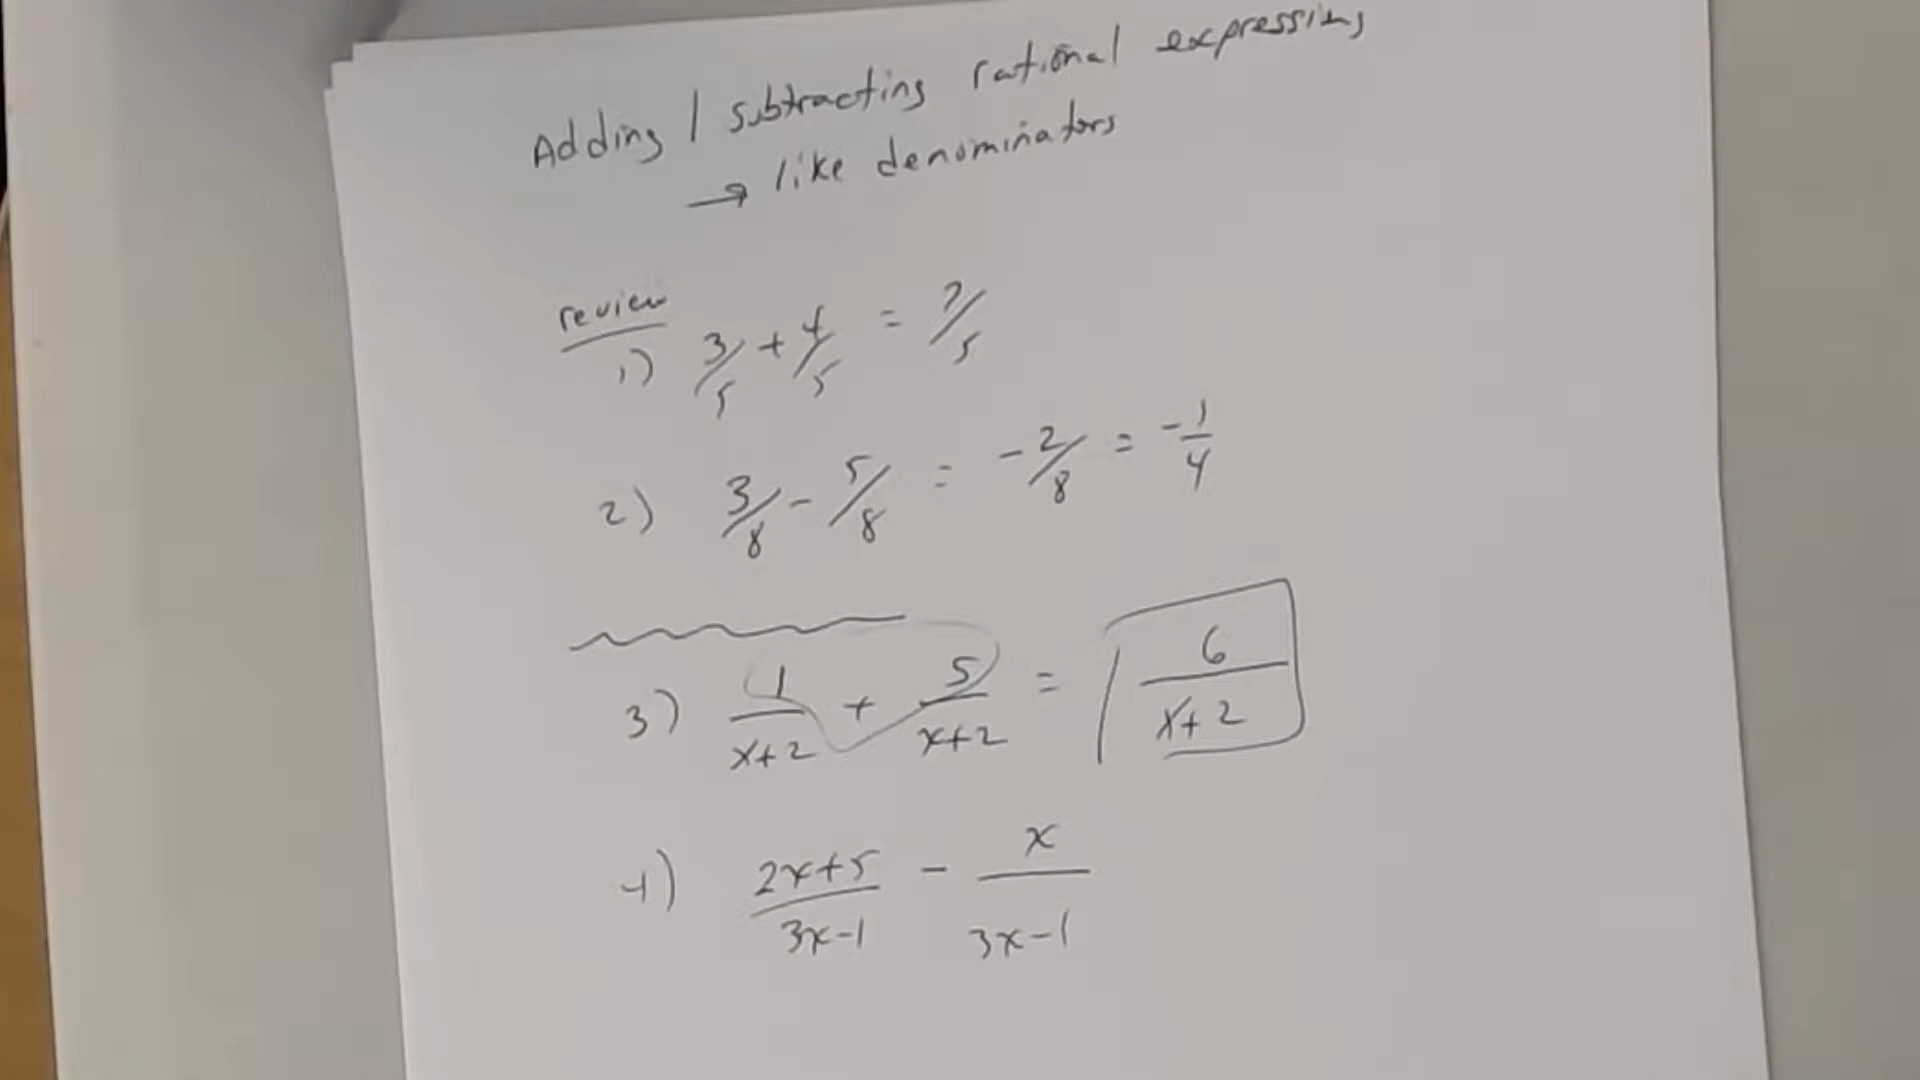 Adding / subtracting rational expressions
→ like denominators
review
1) 3/5 + 4/5 = 7/5
2) 3/8 - 5/8 = -2/8 = -1/4
3) 1/(x+2) + 5/(x+2) = 6/(x+2)
4) (2x+5)/(3x-1) - x/(3x-1)